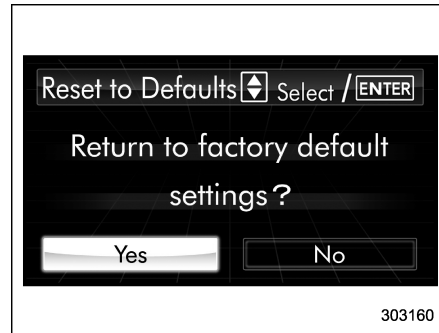 Reset to Defaults Select / ENTER
Return to factory default
settings?
Yes No
303160